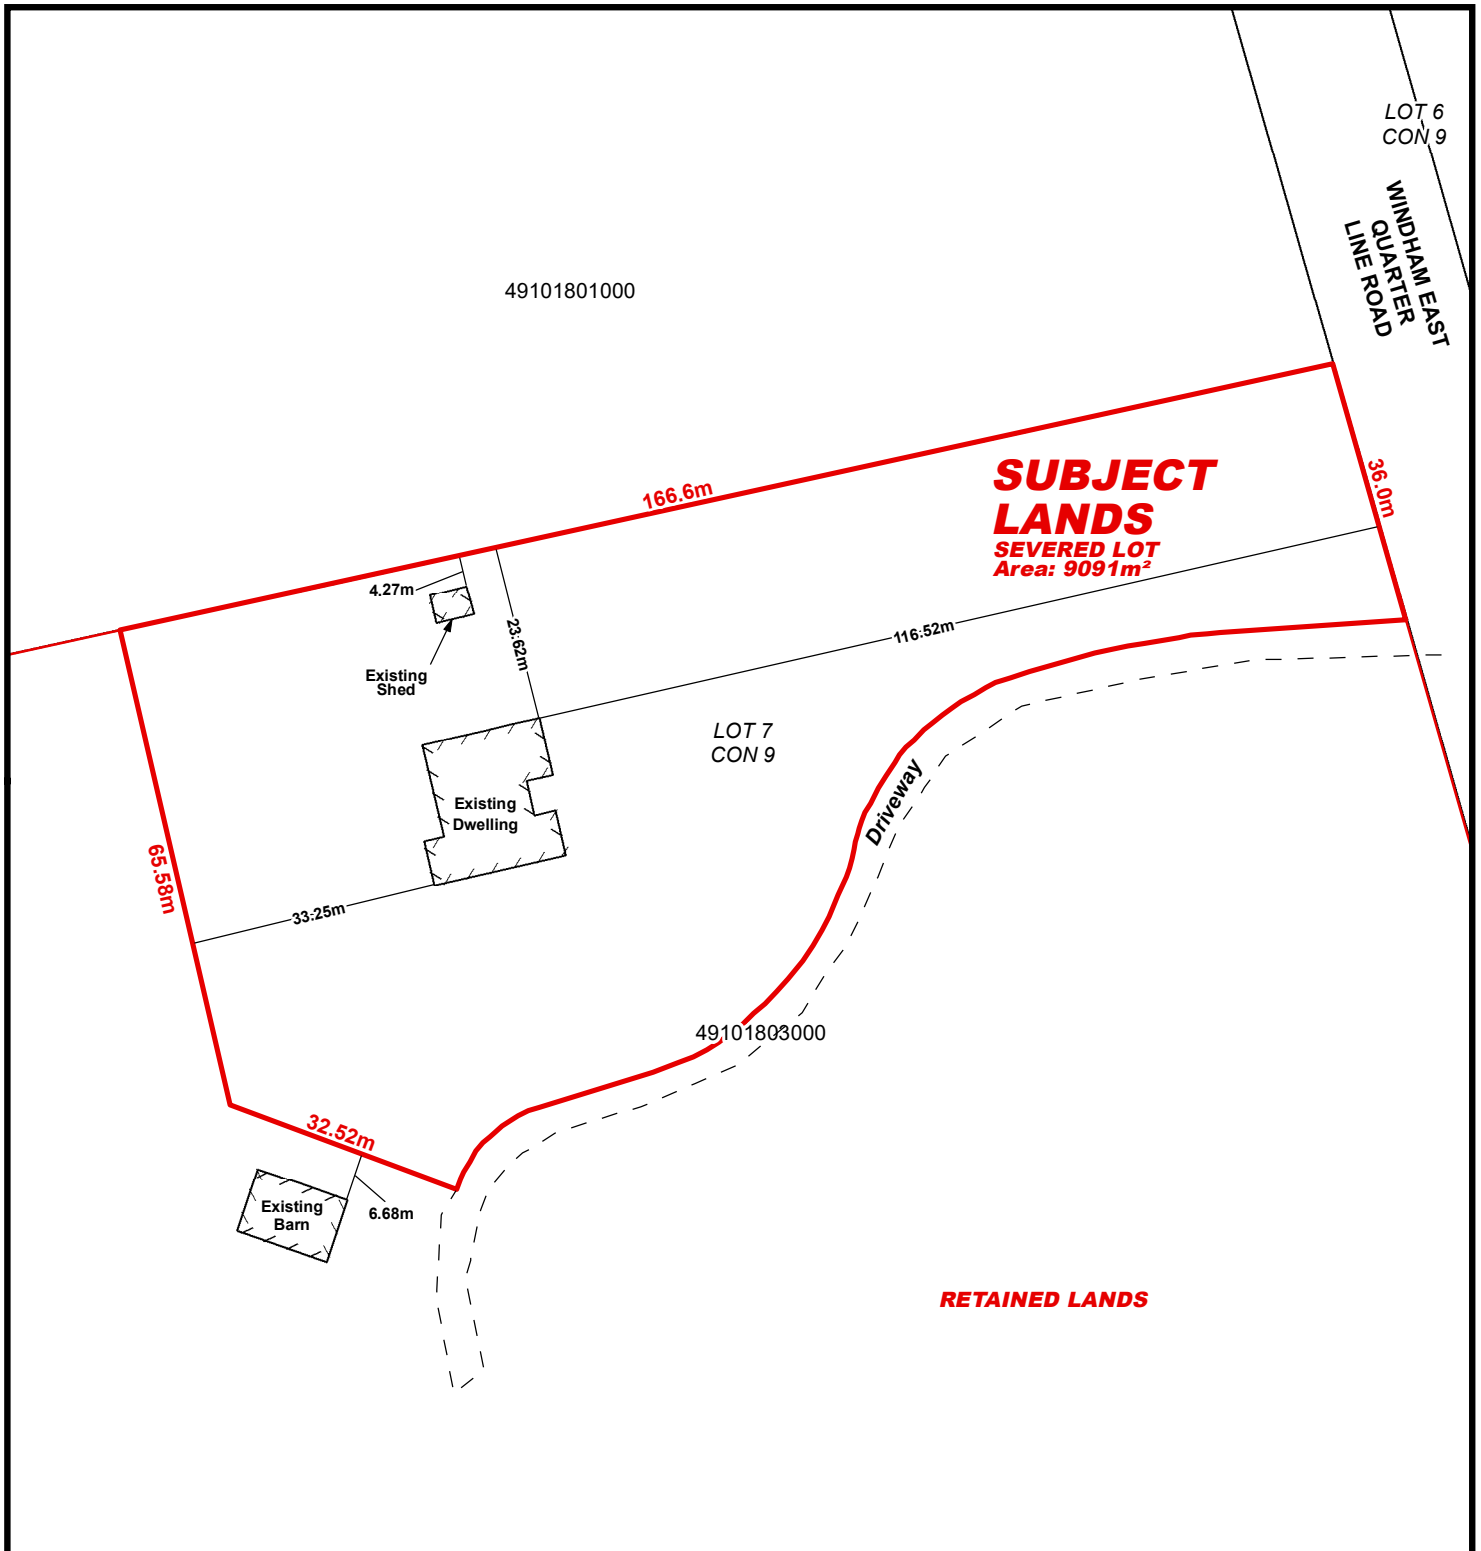 LOT 6
CON 9
WINDHAM EAST
QUARTER
LINE ROAD
49101801000
SUBJECT
LANDS
SEVERED LOT
Area: 9091m²
36.0m
166.6m
4.27m
23.62m
116.52m
Existing
Shed
LOT 7
CON 9
Existing
Dwelling
Driveway
65.58m
33.25m
49101803000
32.52m
Existing
Barn
6.68m
RETAINED LANDS